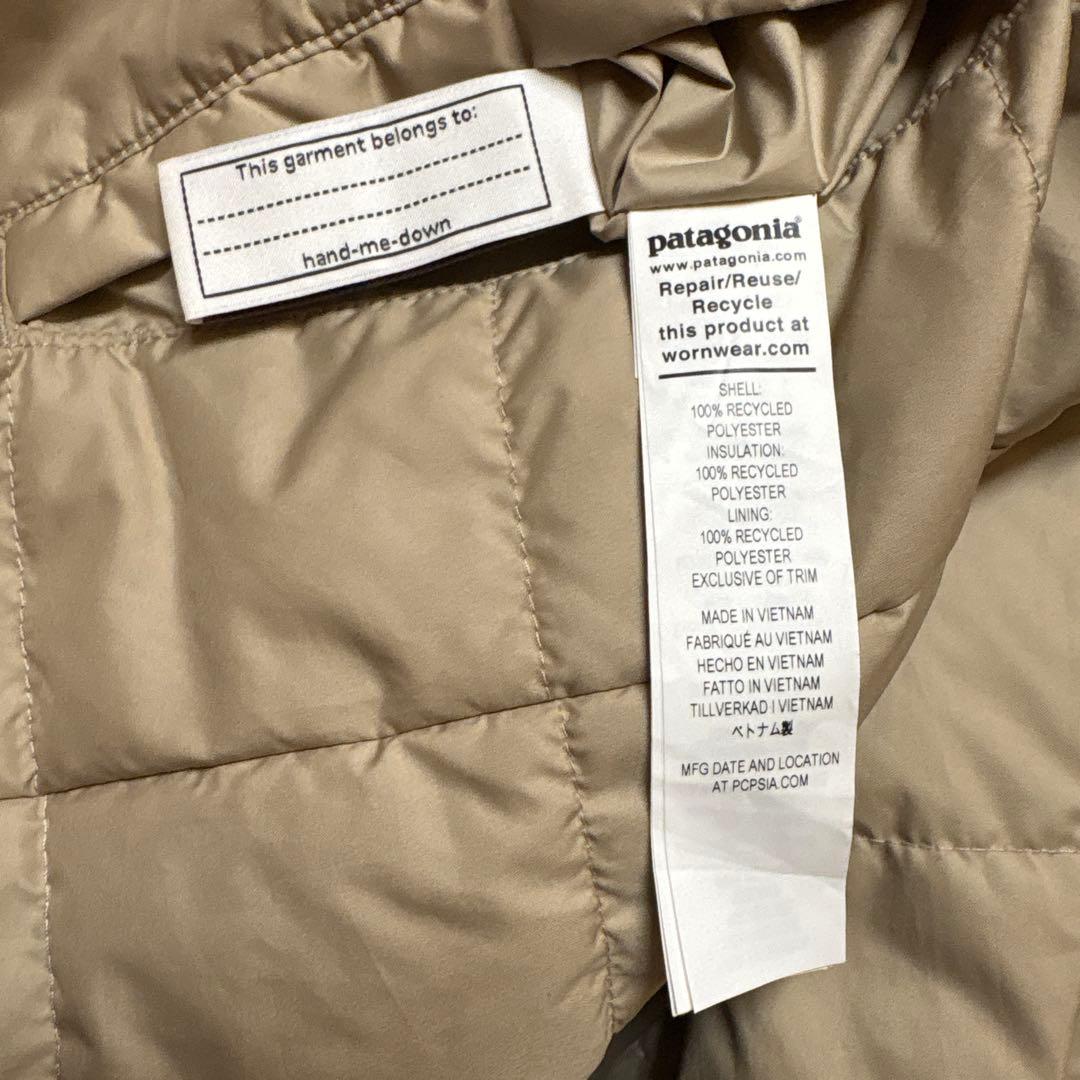 This garment belongs to:
hand-me-down
patagonia®
www.patagonia.com
Repair/Reuse/
Recycle
this product at
wornwear.com
SHELL:
100% RECYCLED
POLYESTER
INSULATION:
100% RECYCLED
POLYESTER
LINING:
100% RECYCLED
POLYESTER
EXCLUSIVE OF TRIM
MADE IN VIETNAM
FABRIQUÉ AU VIETNAM
HECHO EN VIETNAM
FATTO IN VIETNAM
TILLVERKAD I VIETNAM
ベトナム製
MFG DATE AND LOCATION
AT PCPSIA.COM